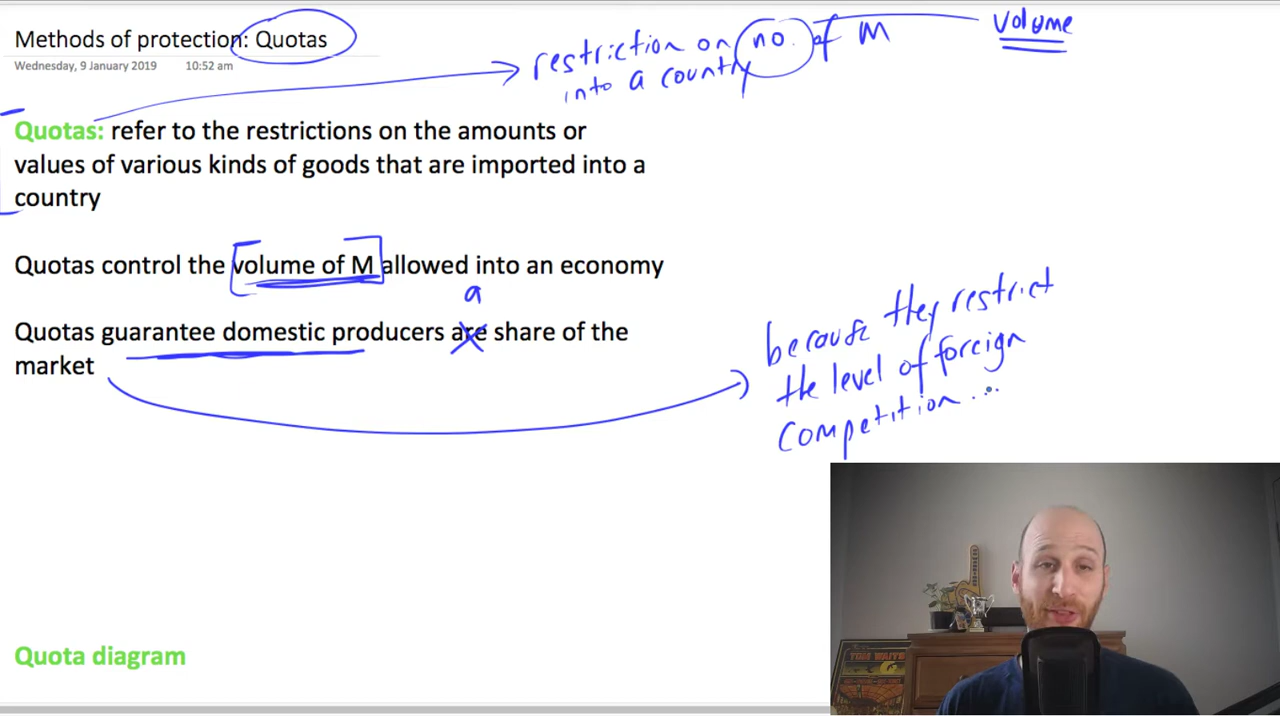 Methods of protection: Quotas
Wednesday, 9 January 2019 10:52 am
restriction on no. of M
into a country
Volume
Quotas: refer to the restrictions on the amounts or
values of various kinds of goods that are imported into a
country
Quotas control the volume of M allowed into an economy
a
Quotas guarantee domestic producers are share of the
market
because they restrict
the level of foreign
competition...
TOM WAITS
Quota diagram